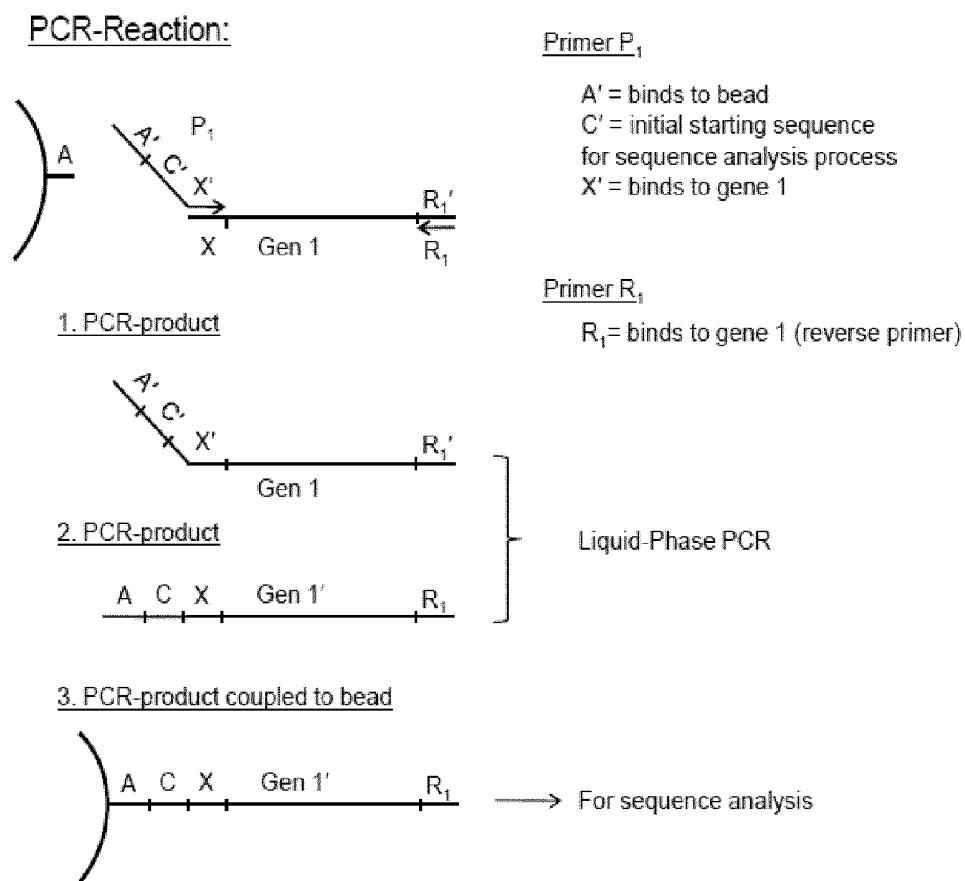 PCR-Reaction:
Primer P₁
A' = binds to bead
C' = initial starting sequence
for sequence analysis process
X' = binds to gene 1
A
A' C' X'
P₁
R₁'
X Gen 1 R₁
Primer R₁
R₁= binds to gene 1 (reverse primer)
1. PCR-product
A' C' X' R₁'
Gen 1
2. PCR-product
Liquid-Phase PCR
A C X Gen 1' R₁
3. PCR-product coupled to bead
A C X Gen 1' R₁
For sequence analysis